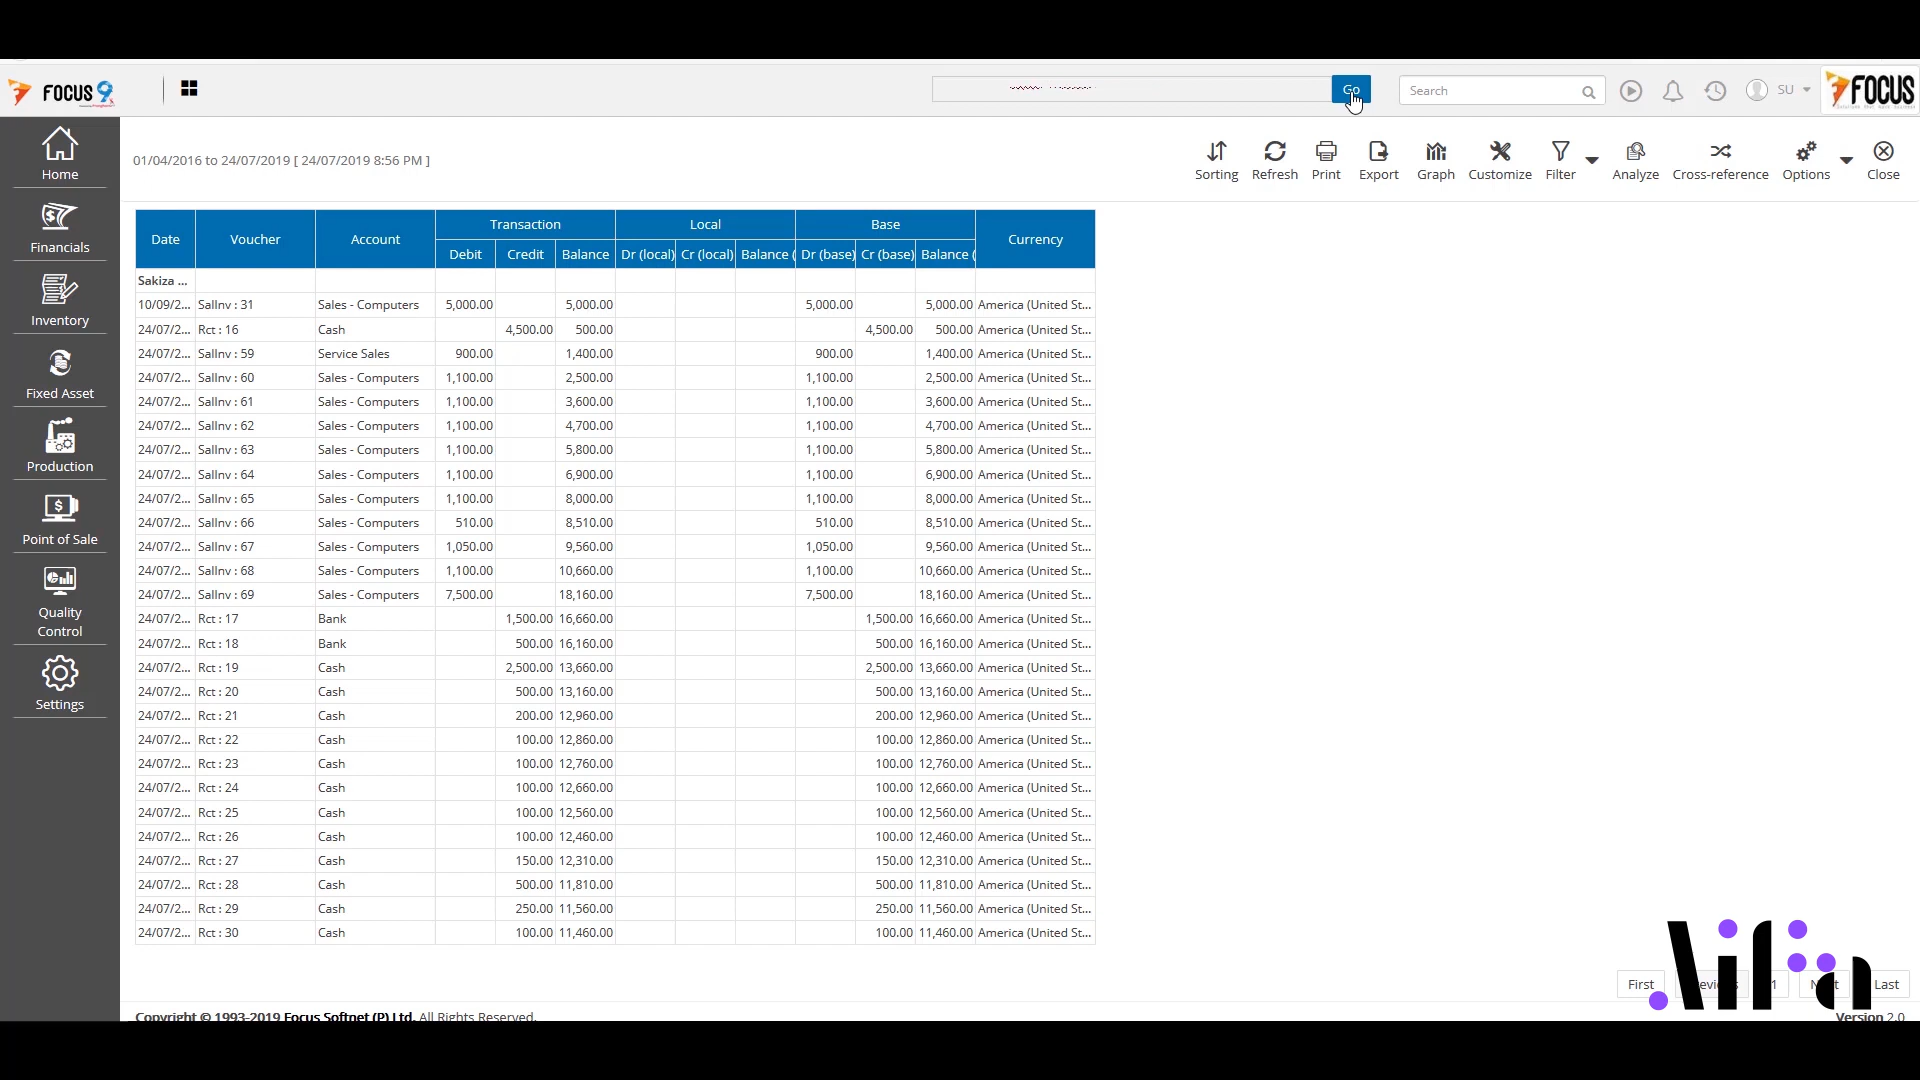 FOCUS 9
Go
Search
SU
FOCUS
01/04/2016 to 24/07/2019 [ 24/07/2019 8:56 PM ]
Sorting Refresh Print Export Graph Customize Filter Analyze Cross-reference Options Close
Home
Financials
Inventory
Fixed Asset
Production
Point of Sale
Quality
Control
Settings
Date Voucher Account Transaction Local Base Currency
Debit Credit Balance Dr (local) Cr (local) Balance ( Dr (base) Cr (base) Balance (
Sakiza ...
10/09/2... SalInv : 31 Sales - Computers 5,000.00 5,000.00 5,000.00 5,000.00 America (United St...
24/07/2... Rct : 16 Cash 4,500.00 500.00 4,500.00 500.00 America (United St...
24/07/2... SalInv : 59 Service Sales 900.00 1,400.00 900.00 1,400.00 America (United St...
24/07/2... SalInv : 60 Sales - Computers 1,100.00 2,500.00 1,100.00 2,500.00 America (United St...
24/07/2... SalInv : 61 Sales - Computers 1,100.00 3,600.00 1,100.00 3,600.00 America (United St...
24/07/2... SalInv : 62 Sales - Computers 1,100.00 4,700.00 1,100.00 4,700.00 America (United St...
24/07/2... SalInv : 63 Sales - Computers 1,100.00 5,800.00 1,100.00 5,800.00 America (United St...
24/07/2... SalInv : 64 Sales - Computers 1,100.00 6,900.00 1,100.00 6,900.00 America (United St...
24/07/2... SalInv : 65 Sales - Computers 1,100.00 8,000.00 1,100.00 8,000.00 America (United St...
24/07/2... SalInv : 66 Sales - Computers 510.00 8,510.00 510.00 8,510.00 America (United St...
24/07/2... SalInv : 67 Sales - Computers 1,050.00 9,560.00 1,050.00 9,560.00 America (United St...
24/07/2... SalInv : 68 Sales - Computers 1,100.00 10,660.00 1,100.00 10,660.00 America (United St...
24/07/2... SalInv : 69 Sales - Computers 7,500.00 18,160.00 7,500.00 18,160.00 America (United St...
24/07/2... Rct : 17 Bank 1,500.00 16,660.00 1,500.00 16,660.00 America (United St...
24/07/2... Rct : 18 Bank 500.00 16,160.00 500.00 16,160.00 America (United St...
24/07/2... Rct : 19 Cash 2,500.00 13,660.00 2,500.00 13,660.00 America (United St...
24/07/2... Rct : 20 Cash 500.00 13,160.00 500.00 13,160.00 America (United St...
24/07/2... Rct : 21 Cash 200.00 12,960.00 200.00 12,960.00 America (United St...
24/07/2... Rct : 22 Cash 100.00 12,860.00 100.00 12,860.00 America (United St...
24/07/2... Rct : 23 Cash 100.00 12,760.00 100.00 12,760.00 America (United St...
24/07/2... Rct : 24 Cash 100.00 12,660.00 100.00 12,660.00 America (United St...
24/07/2... Rct : 25 Cash 100.00 12,560.00 100.00 12,560.00 America (United St...
24/07/2... Rct : 26 Cash 100.00 12,460.00 100.00 12,460.00 America (United St...
24/07/2... Rct : 27 Cash 150.00 12,310.00 150.00 12,310.00 America (United St...
24/07/2... Rct : 28 Cash 500.00 11,810.00 500.00 11,810.00 America (United St...
24/07/2... Rct : 29 Cash 250.00 11,560.00 250.00 11,560.00 America (United St...
24/07/2... Rct : 30 Cash 100.00 11,460.00 100.00 11,460.00 America (United St...
First 1 Last
Copyright © 1993-2019 Focus Softnet (P) Ltd. All Rights Reserved.
Version 2.0